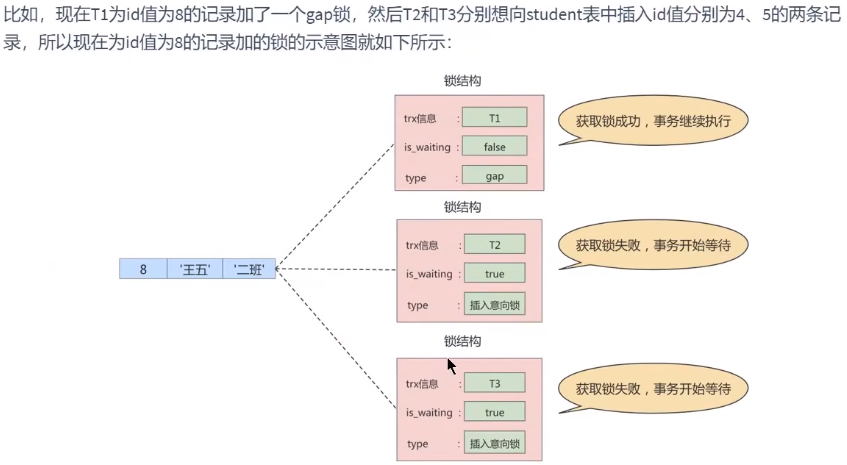 比如，现在T1为id值为8的记录加了一个gap锁，然后T2和T3分别想向student表中插入id值分别为4、5的两条记
录，所以现在为id值为8的记录加的锁的示意图就如下所示：
锁结构
trx信息 : T1
is_waiting : false
type : gap
获取锁成功，事务继续执行
锁结构
trx信息 : T2
is_waiting : true
type : 插入意向锁
获取锁失败，事务开始等待
8 '王五' '二班'
锁结构
trx信息 : T3
is_waiting : true
type : 插入意向锁
获取锁失败，事务开始等待